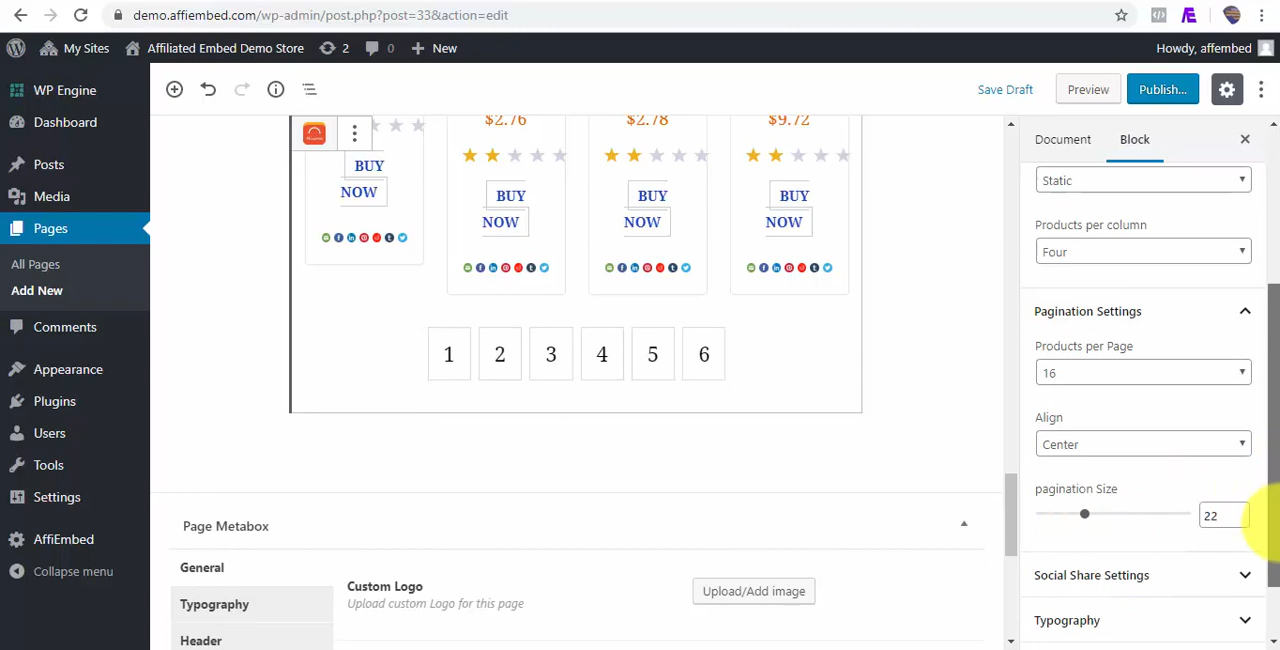 demo.affiembed.com/wp-admin/post.php?post=33&action=edit
My Sites Affiliated Embed Demo Store 2 0 New Howdy, affembed
WP Engine
Dashboard
Posts
Media
Pages
All Pages
Add New
Comments
Appearance
Plugins
Users
Tools
Settings
AffiEmbed
Collapse menu
Save Draft Preview Publish...
$2.76 $2.78 $9.72
BUY
NOW
BUY
NOW
BUY
NOW
BUY
NOW
1 2 3 4 5 6
Page Metabox
General
Typography
Header
Custom Logo
Upload custom Logo for this page
Upload/Add image
Document Block
Static
Products per column
Four
Pagination Settings
Products per Page
16
Align
Center
pagination Size
22
Social Share Settings
Typography